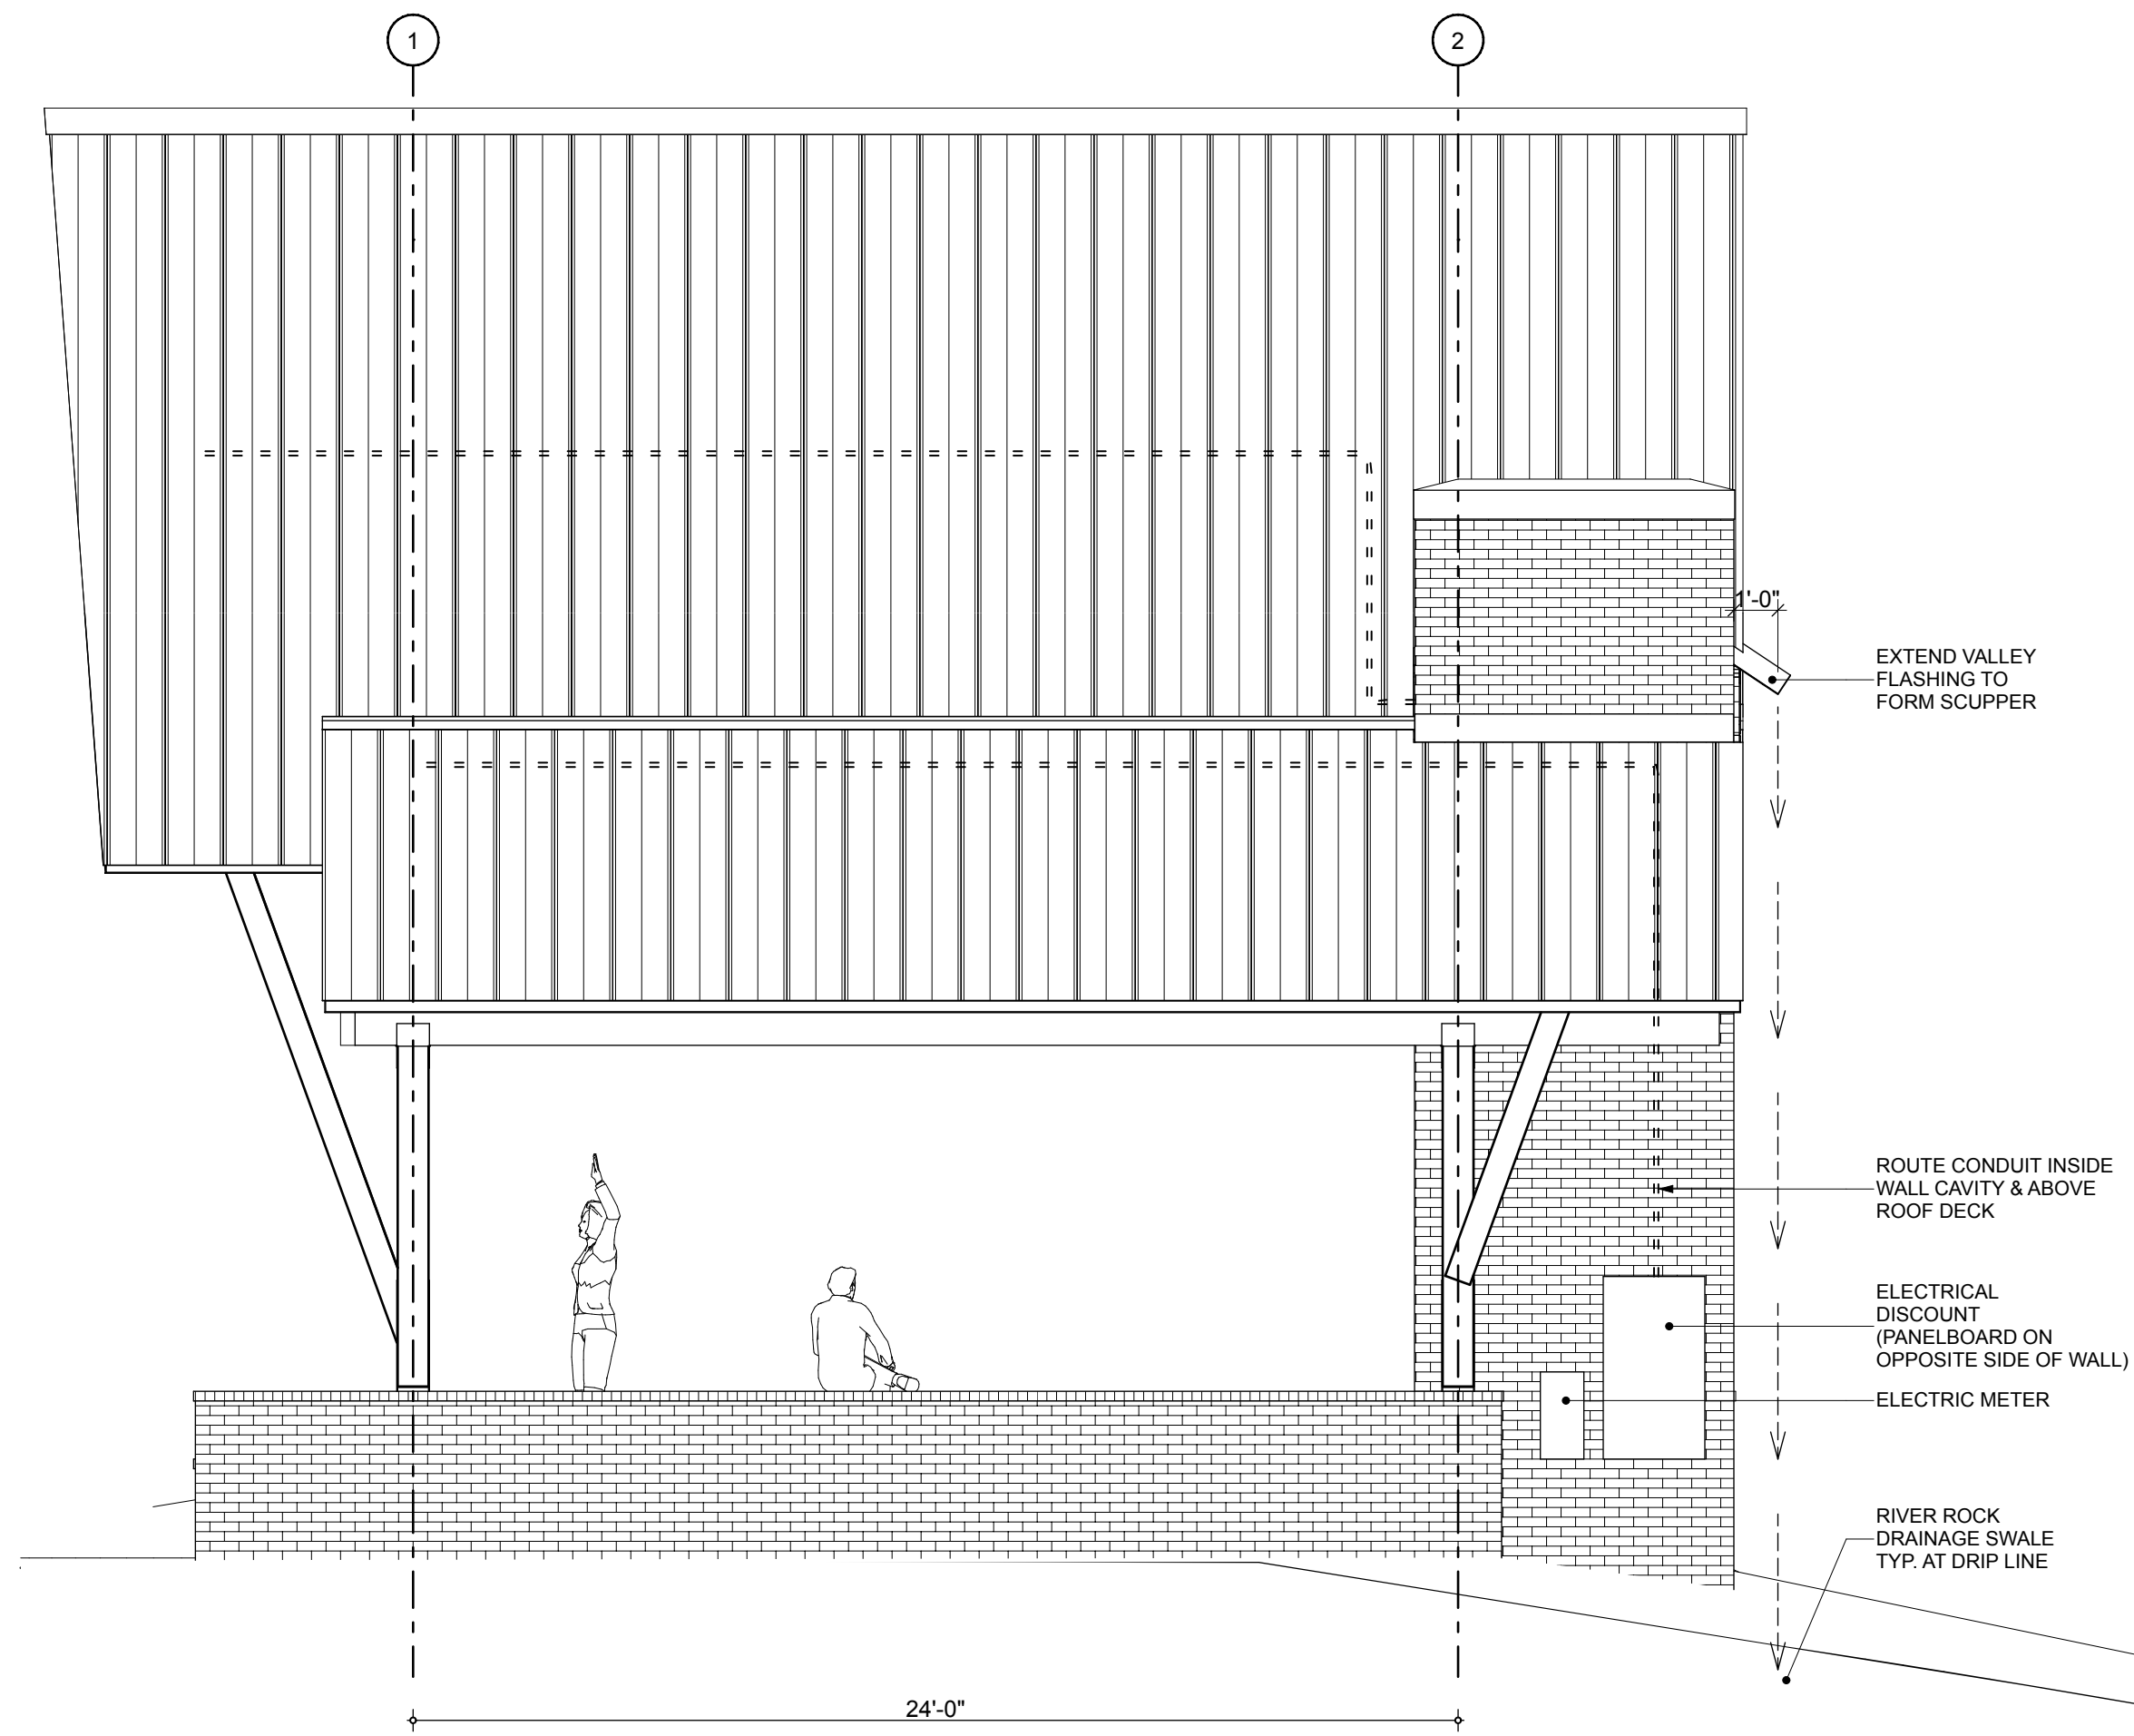 1
2
1'-0"
EXTEND VALLEY
FLASHING TO
FORM SCUPPER
ROUTE CONDUIT INSIDE
WALL CAVITY & ABOVE
ROOF DECK
ELECTRICAL
DISCOUNT
(PANELBOARD ON
OPPOSITE SIDE OF WALL)
ELECTRIC METER
RIVER ROCK
DRAINAGE SWALE
TYP. AT DRIP LINE
24'-0"